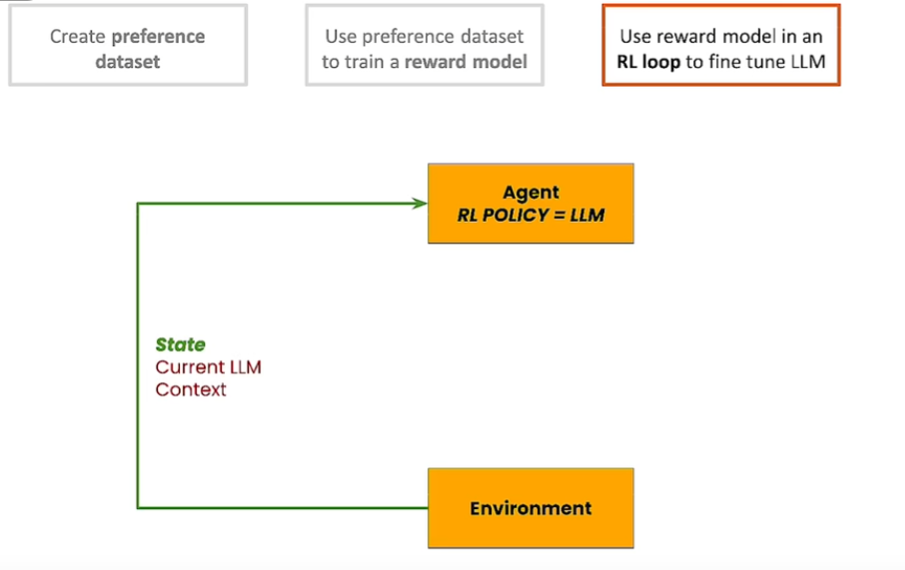 Create preference
dataset
Use preference dataset
to train a reward model
Use reward model in an
RL loop to fine tune LLM
Agent
RL POLICY = LLM
State
Current LLM
Context
Environment